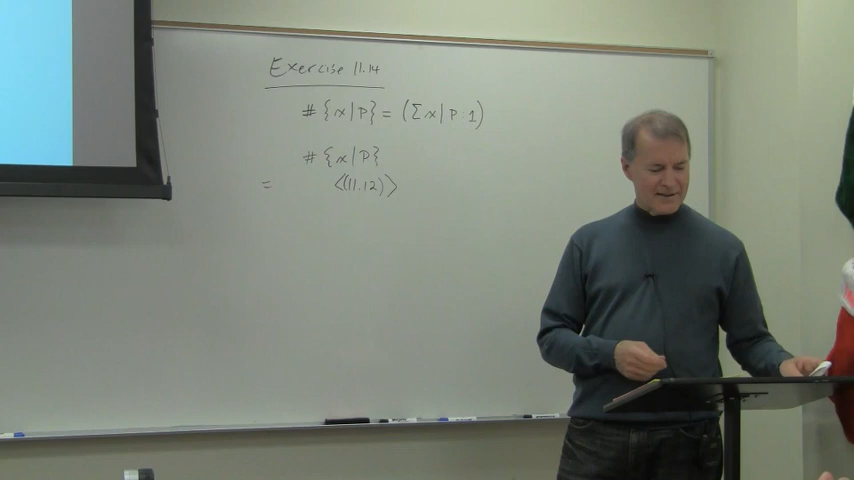 Exercise 11.14
# {x | P} = (Σx | P : 1)
# {x | P}
= ⟨(11.12)⟩